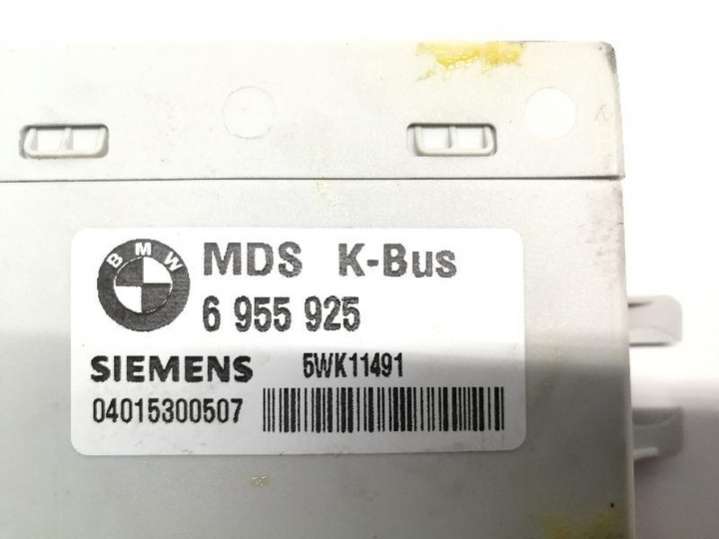 BMW MDS K-Bus
6 955 925
SIEMENS 5WK11491
04015300507